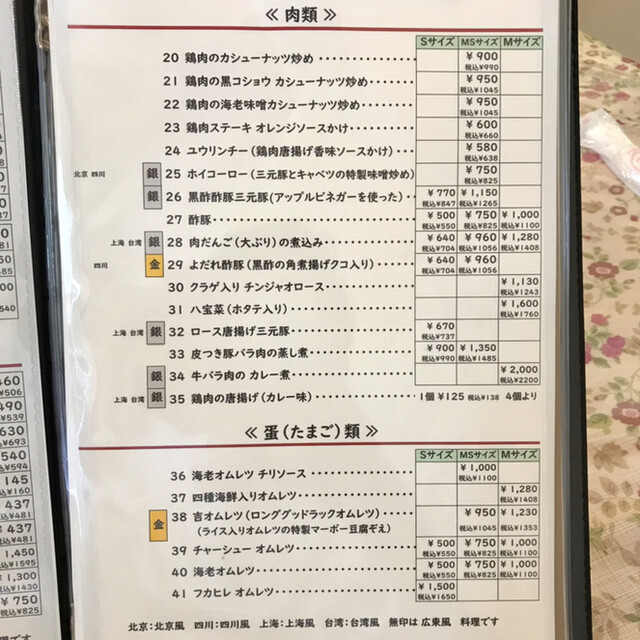 ≪ 肉類 ≫
Sサイズ MSサイズ Mサイズ
20 鶏肉のカシューナッツ炒め ¥900 税込¥990
21 鶏肉の黒コショウ カシューナッツ炒め ¥950 税込¥1045
22 鶏肉の海老味噌カシューナッツ炒め ¥950 税込¥1045
23 鶏肉ステーキ オレンジソースかけ ¥600 税込¥660
24 ユウリンチー(鶏肉唐揚げ香味ソースかけ) ¥580 税込¥638
北京 四川 銀 25 ホイコーロー(三元豚とキャベツの特製味噌炒め) ¥750 税込¥825
銀 26 黒酢酢豚三元豚(アップルビネガーを使った) ¥770 税込¥847 ¥1,150 税込¥1265
27 酢豚 ¥500 税込¥550 ¥750 税込¥825 ¥1,000 税込¥1100
上海 台湾 銀 28 肉だんご(大ぶり)の煮込み ¥640 税込¥704 ¥960 税込¥1056 ¥1,280 税込¥1408
四川 金 29 よだれ酢豚(黒酢の角煮揚げクコ入り) ¥640 税込¥704 ¥960 税込¥1056
30 クラゲ入り チンジャオロース ¥1,130 税込¥1243
31 八宝菜(ホタテ入り) ¥1,600 税込¥1760
上海 台湾 銀 32 ロース唐揚げ三元豚 ¥670 税込¥737
33 皮つき豚バラ肉の蒸し煮 ¥900 税込¥990 ¥1,350 税込¥1485
銀 34 牛バラ肉の カレー煮 ¥2,000 税込¥2200
上海 台湾 銀 35 鶏肉の唐揚げ(カレー味) 1個 ¥125 税込¥138 4個より
≪ 蛋(たまご)類 ≫
Sサイズ MSサイズ Mサイズ
36 海老オムレツ チリソース ¥1,000 税込¥1100
37 四種海鮮入りオムレツ ¥1,280 税込¥1408
金 38 吉オムレツ(ロンググッドラックオムレツ) ¥950 税込¥1045 ¥1,230 税込¥1353
(ライス入りオムレツの特製マーボー豆腐ぞえ)
39 チャーシュー オムレツ ¥500 税込¥550 ¥750 税込¥825 ¥1,000 税込¥1100
40 海老オムレツ ¥500 税込¥550 ¥750 税込¥825 ¥1,000 税込¥1100
41 フカヒレ オムレツ ¥1,500 税込¥1650
北京:北京風 四川:四川風 上海:上海風 台湾:台湾風 無印は 広東風 料理です